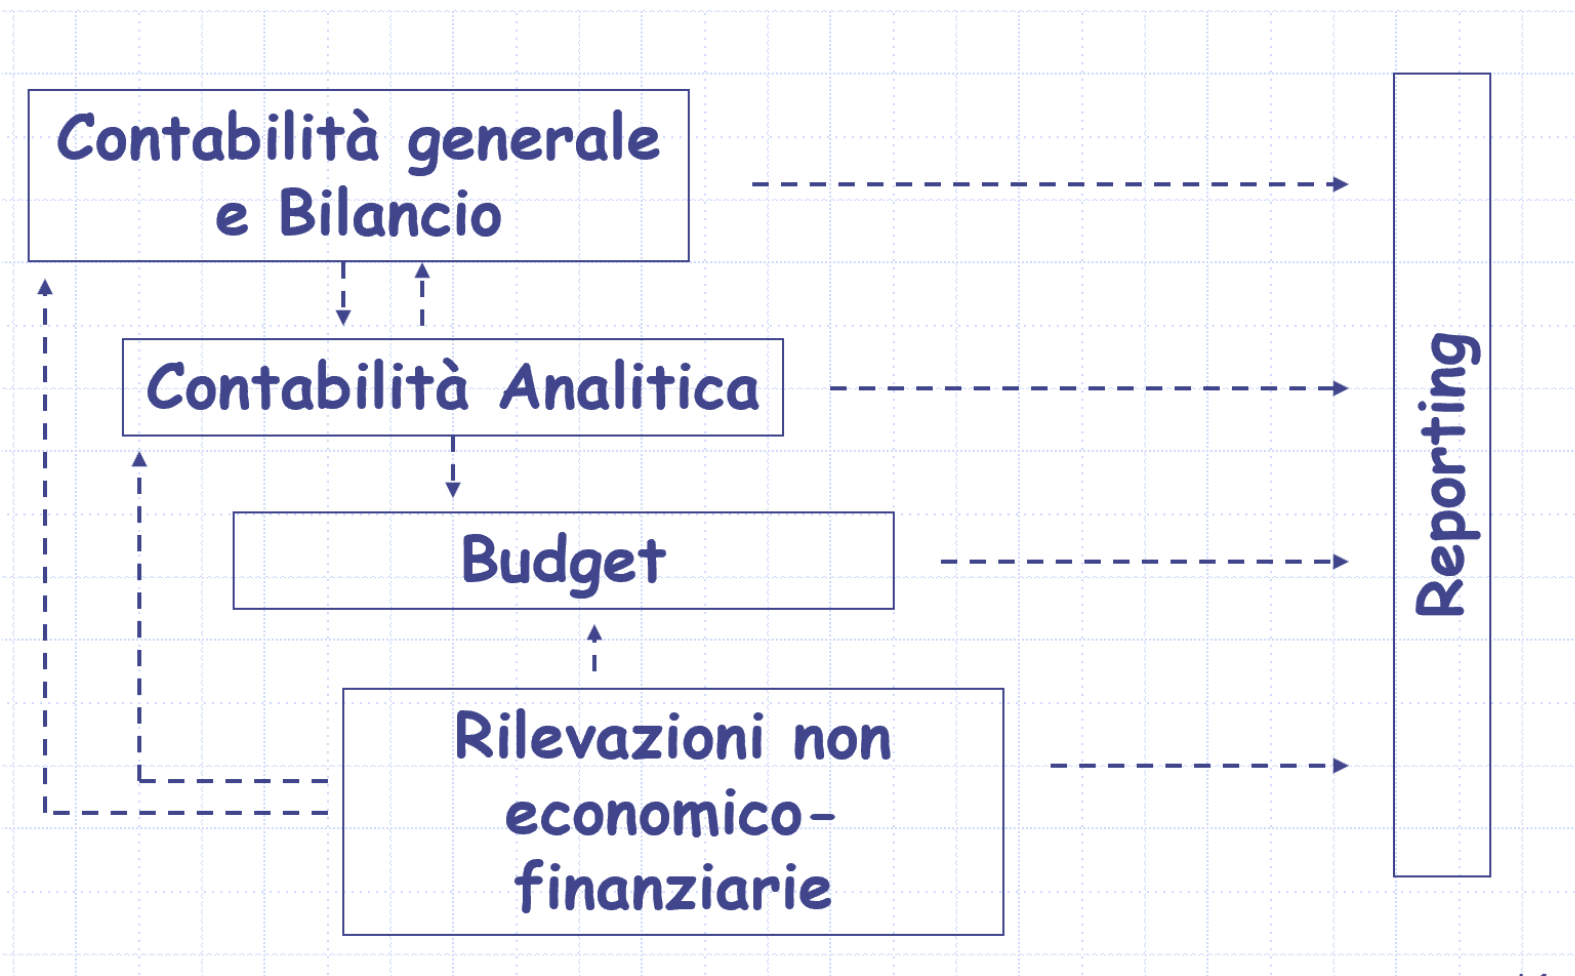 Contabilità generale
e Bilancio
Contabilità Analitica
Budget
Rilevazioni non
economico-
finanziarie
Reporting